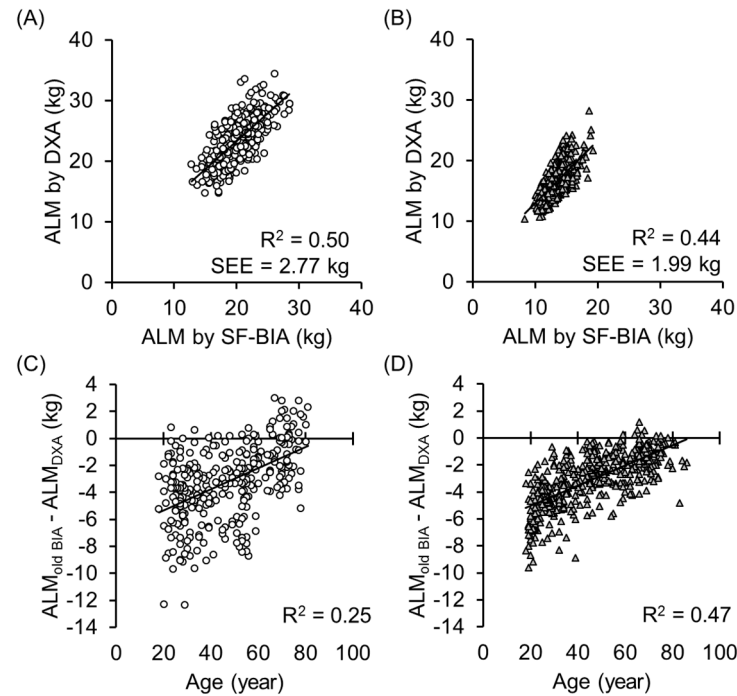 (A)
40
30
20
10
0
ALM by DXA (kg)
R² = 0.50
SEE = 2.77 kg
0 10 20 30 40
ALM by SF-BIA (kg)
(B)
40
30
20
10
0
ALM by DXA (kg)
R² = 0.44
SEE = 1.99 kg
0 10 20 30 40
ALM by SF-BIA (kg)
(C)
4
2
0
-2
-4
-6
-8
-10
-12
-14
ALMold BIA - ALMDXA (kg)
R² = 0.25
0 20 40 60 80 100
Age (year)
(D)
4
2
0
-2
-4
-6
-8
-10
-12
-14
ALMold BIA - ALMDXA (kg)
R² = 0.47
0 20 40 60 80 100
Age (year)